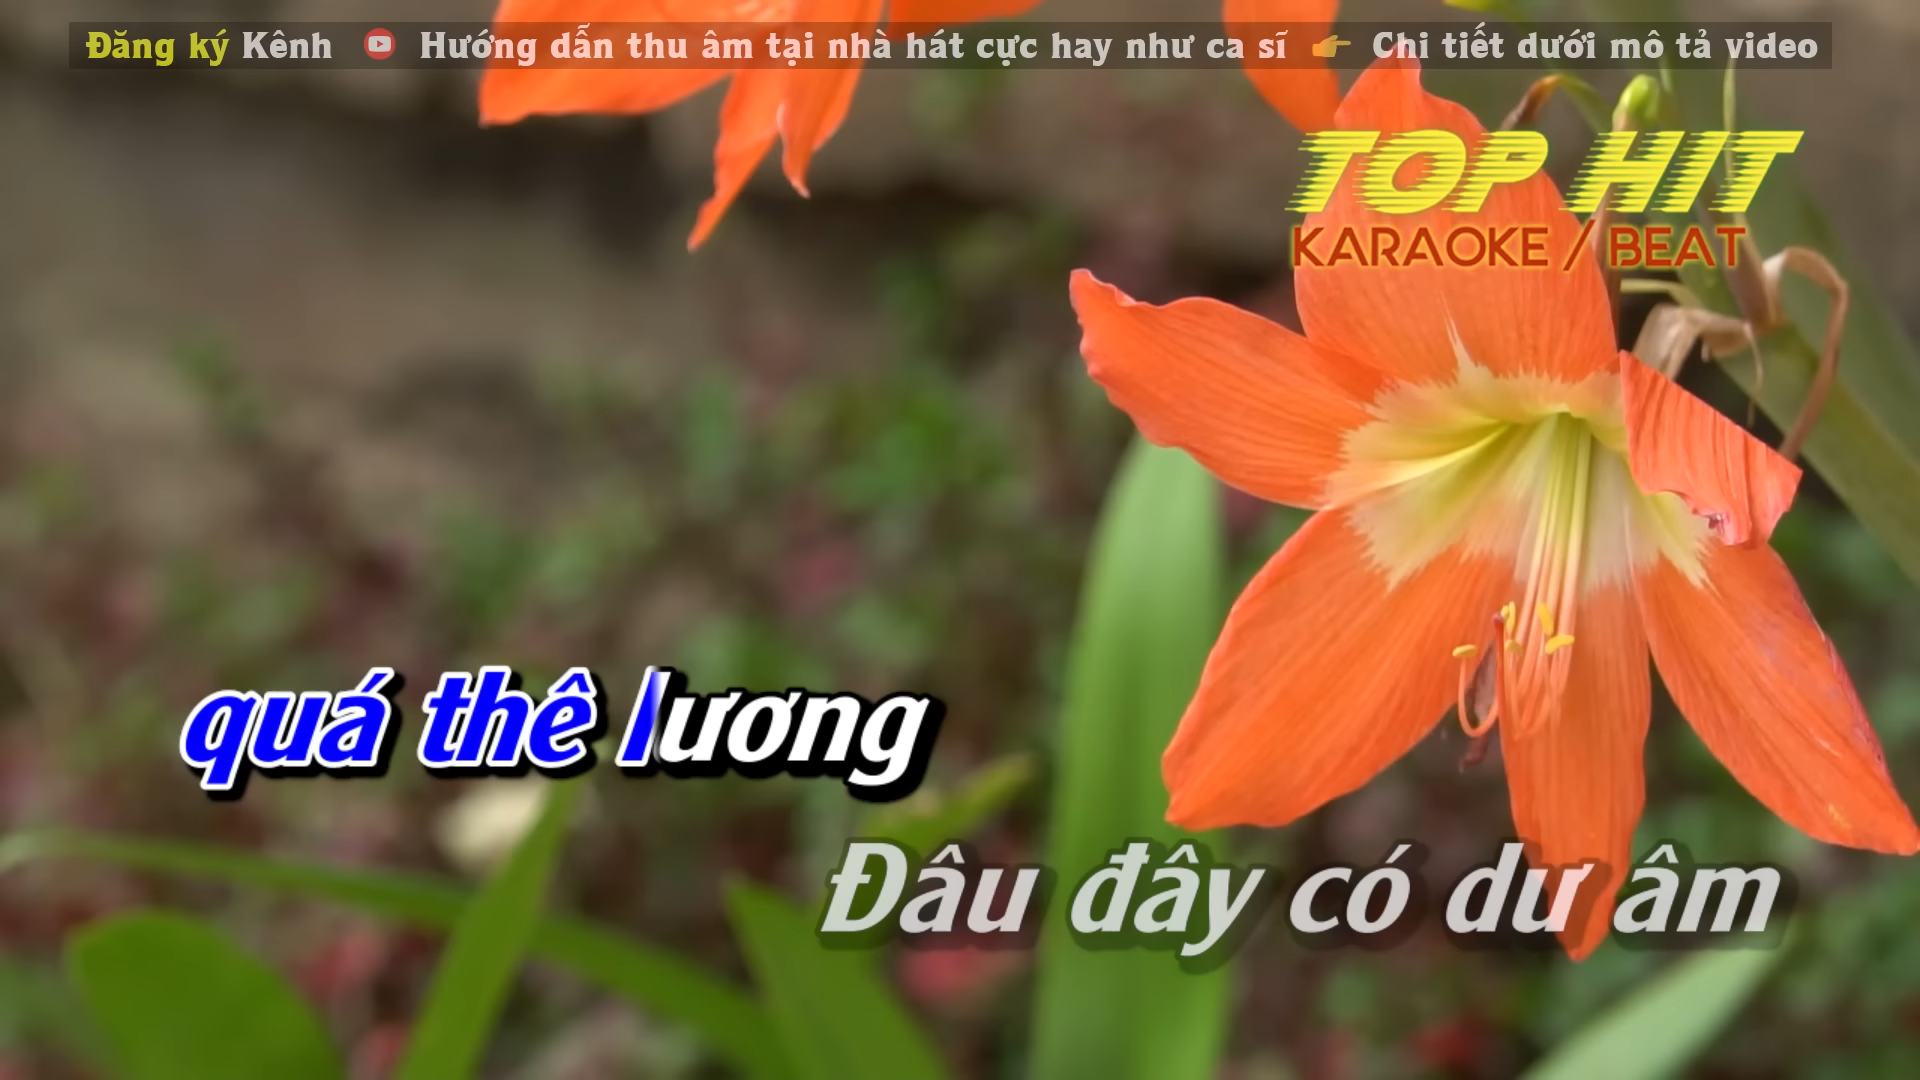 Đăng ký Kênh Hướng dẫn thu âm tại nhà hát cực hay như ca sĩ 👉 Chi tiết dưới mô tả video
TOP HIT
KARAOKE / BEAT
quá thê lương
Đâu đây có dư âm